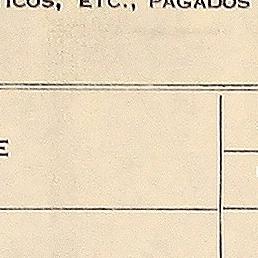 ICOS, ETC., PAGADOS
E